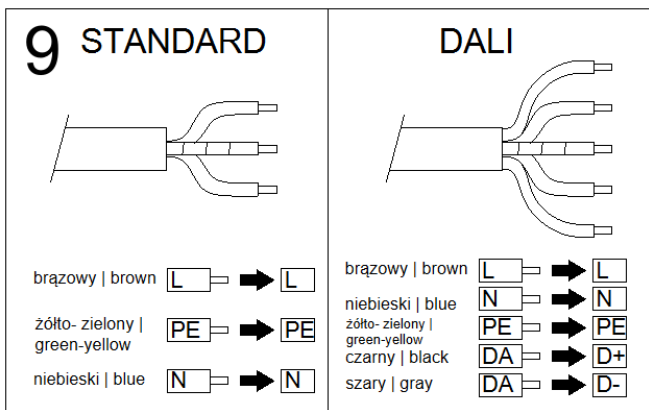 9 STANDARD
brązowy | brown L L
żółto- zielony |
green-yellow PE PE
niebieski | blue N N
DALI
brązowy | brown L L
niebieski | blue N N
żółto- zielony |
green-yellow PE PE
czarny | black DA D+
szary | gray DA D-